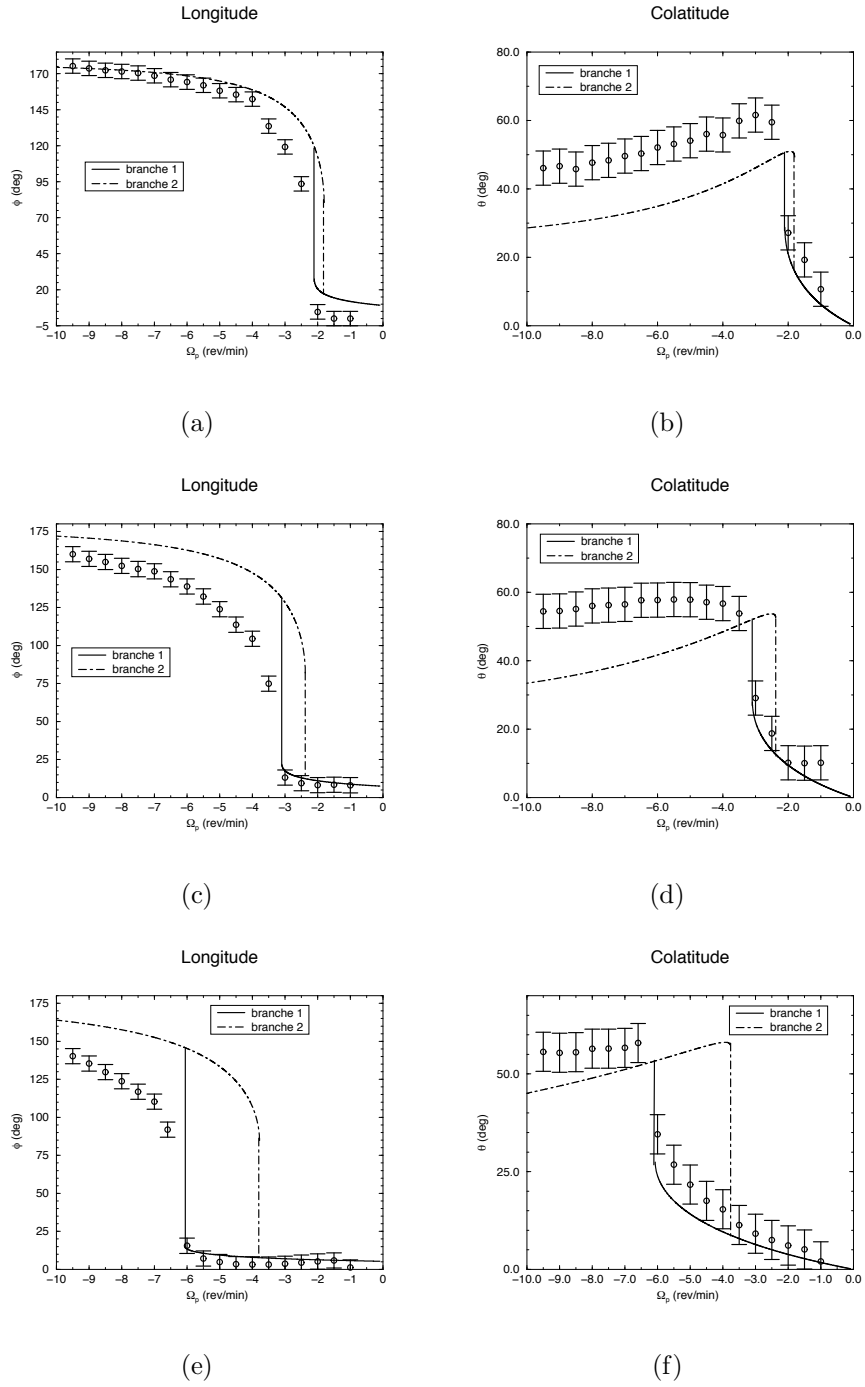 Longitude
170
145
120
95
70
45
20
−5
ϕ (deg)
branche 1
branche 2
−10 −9 −8 −7 −6 −5 −4 −3 −2 −1 0
Ωp (rev/min)
(a)
Colatitude
80.0
60.0
40.0
20.0
0.0
θ (deg)
branche 1
branche 2
−10.0 −8.0 −6.0 −4.0 −2.0 0.0
Ωp (rev/min)
(b)
Longitude
175
150
125
100
75
50
25
0
ϕ (deg)
branche 1
branche 2
−10 −9 −8 −7 −6 −5 −4 −3 −2 −1 0
Ωp (rev/min)
(c)
Colatitude
80.0
60.0
40.0
20.0
0.0
θ (deg)
branche 1
branche 2
−10.0 −8.0 −6.0 −4.0 −2.0 0.0
Ωp (rev/min)
(d)
Longitude
175
150
125
100
75
50
25
0
ϕ (deg)
branche 1
branche 2
−10 −9 −8 −7 −6 −5 −4 −3 −2 −1 0
Ωp (rev/min)
(e)
Colatitude
50.0
25.0
0.0
θ (deg)
branche 1
branche 2
−10.0 −9.0 −8.0 −7.0 −6.0 −5.0 −4.0 −3.0 −2.0 −1.0 0.0
Ωp (rev/min)
(f)